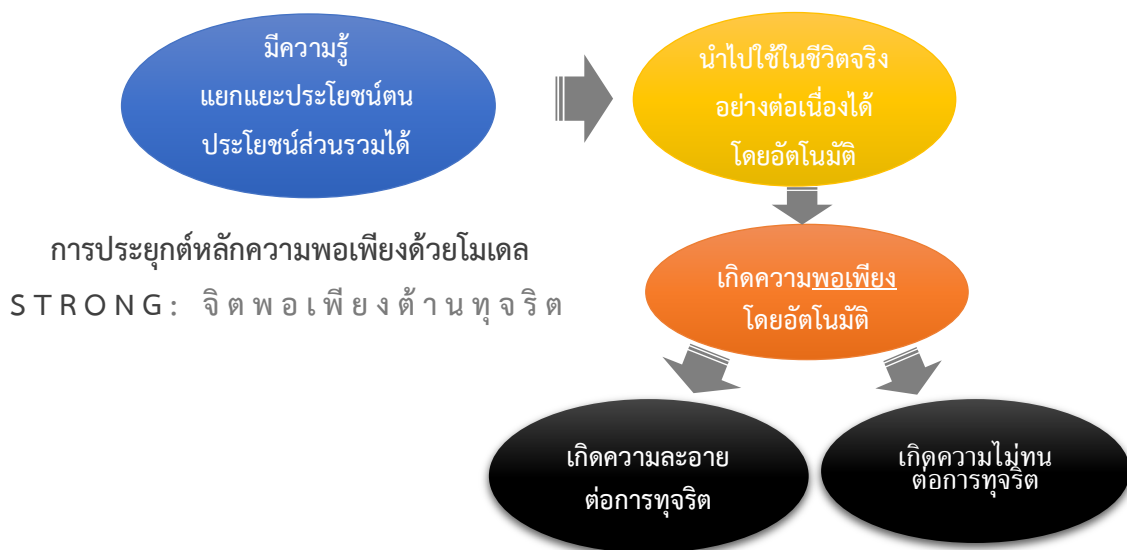 มีความรู้
แยกแยะประโยชน์ตน
ประโยชน์ส่วนรวมได้
นำไปใช้ในชีวิตจริง
อย่างต่อเนื่องได้
โดยอัตโนมัติ
การประยุกต์หลักความพอเพียงด้วยโมเดล
STRONG: จิตพอเพียงต้านทุจริต
เกิดความพอเพียง
โดยอัตโนมัติ
เกิดความละอาย
ต่อการทุจริต
เกิดความไม่ทน
ต่อการทุจริต